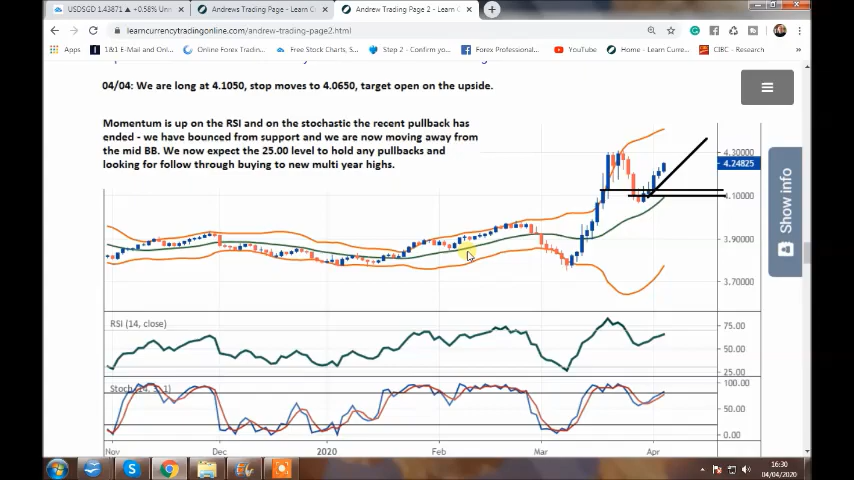 USDSGD 1.43871 ▲ +0.58% Unn
Andrews Trading Page - Learn C
Andrew Trading Page 2 - Learn C
learncurrencytradingonline.com/andrew-trading-page2.html
Apps
1&1 E-Mail and Onli...
Online Forex Trading...
Free Stock Charts, S...
Step 2 - Confirm yo...
Forex Professional...
YouTube
Home - Learn Curre...
CIBC - Research
04/04: We are long at 4.1050, stop moves to 4.0650, target open on the upside.
Momentum is up on the RSI and on the stochastic the recent pullback has
ended - we have bounced from support and we are now moving away from
the mid BB. We now expect the 25.00 level to hold any pullbacks and
looking for follow through buying to new multi year highs.
4.30000
4.24825
4.10000
3.90000
3.70000
Show info
RSI (14, close)
75.00
50.00
25.00
100.00
50.00
0.00
Nov
Dec
2020
Feb
Mar
Apr
16:30
04/04/2020